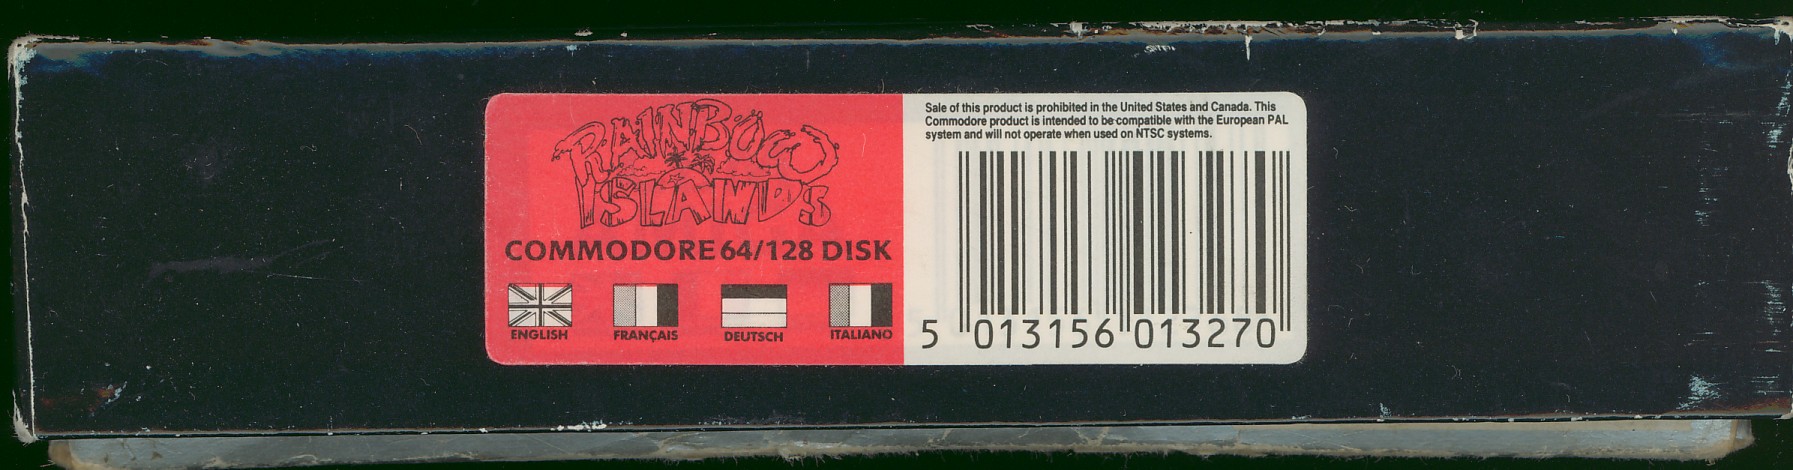 RAINBOW
ISLANDS
COMMODORE 64/128 DISK
ENGLISH FRANÇAIS DEUTSCH ITALIANO
Sale of this product is prohibited in the United States and Canada. This
Commodore product is intended to be compatible with the European PAL
system and will not operate when used on NTSC systems.
5 013156 013270